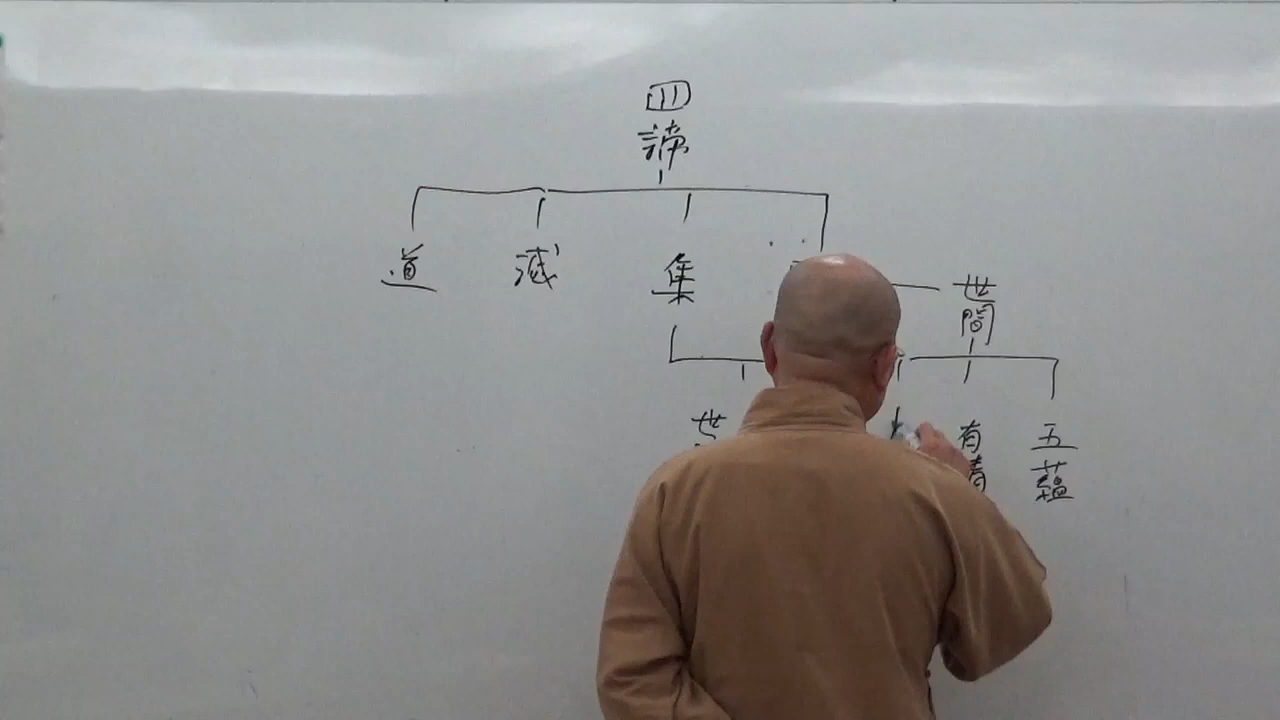 四諦
道 滅 集
世間
世
有情
五蘊